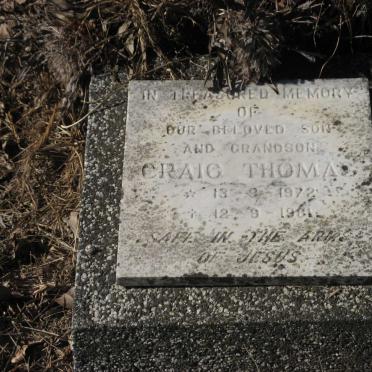 IN TREASURED MEMORY
OF
OUR BELOVED SON
AND GRANDSON
CRAIG THOMAS
* 13 · 3 · 1972
+ 12 · 9 · 1981
SAFE IN THE ARMS
OF JESUS